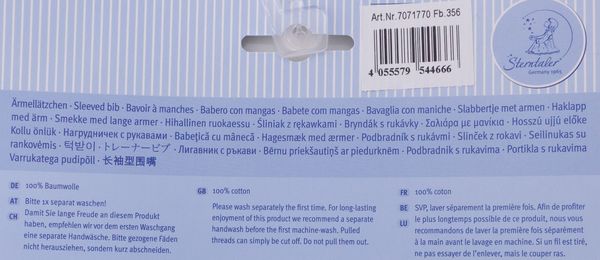 Art.Nr.7071770 Fb.356
4 055579 544666
Sterntaler®
Germany 1965
Ärmellätzchen · Sleeved bib · Bavoir à manches · Babero con mangas · Babete com mangas · Bavaglia con maniche · Slabbertje met armen · Haklapp
med ärm · Smekke med lange armer · Hihallinen ruokaessu · Śliniak z rękawkami · Bryndák s rukávky · Σαλιάρα με μανίκια · Hosszú ujjú előke
Kollu önlük · Нагрудничек с рукавами · Babețică cu mânecă · Hagesmæk med ærmer · Podbradník s rukávmi · Slinček z rokavi · Seilinukas su
rankovėmis · 턱받이 · トレーナービブ · Лигавник с ръкави · Bērnu priekšautiņš ar piedurknēm · Podbradnik s rukavima · Portikla s rukavima
Varrukatega pudipõll · 长袖型围嘴
DE 100% Baumwolle
AT Bitte 1x separat waschen!
CH Damit Sie lange Freude an diesem Produkt
haben, empfehlen wir vor dem ersten Waschgang
eine separate Handwäsche. Bitte gezogene Fäden
nicht herausziehen, sondern kurz abschneiden.
GB 100% cotton
Please wash separately the first time. For long-lasting
enjoyment of this product we recommend a separate
handwash before the first machine-wash. Pulled
threads can simply be cut off. Do not pull them out.
FR 100% coton
BE SVP, laver séparement la première fois. Afin de profiter
LU le plus longtemps possible de ce produit, nous vous
recommandons de laver la première fois séparément
à la main avant le lavage en machine. Si un fil est tiré,
ne pas essayer de l'enlever, mais le couper ras.